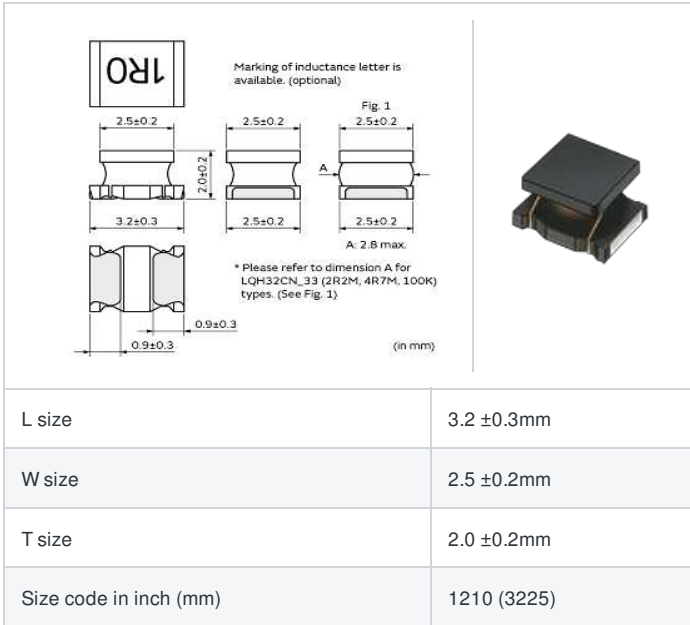 1R0
Marking of inductance letter is
available. (optional)
Fig. 1
2.5±0.2
2.5±0.2
2.5±0.2
2.0±0.2
A
3.2±0.3
2.5±0.2
2.5±0.2
A: 2.8 max.
* Please refer to dimension A for
LQH32CN_33 (2R2M, 4R7M, 100K)
types. (See Fig. 1)
0.9±0.3
0.9±0.3
(in mm)
L size 3.2 ±0.3mm
W size 2.5 ±0.2mm
T size 2.0 ±0.2mm
Size code in inch (mm) 1210 (3225)